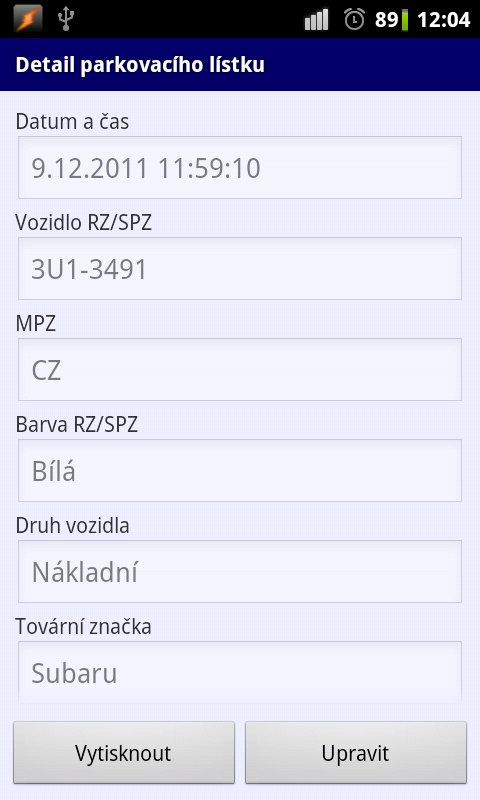 89 12:04
Detail parkovacího lístku
Datum a čas
9.12.2011 11:59:10
Vozidlo RZ/SPZ
3U1-3491
MPZ
CZ
Barva RZ/SPZ
Bílá
Druh vozidla
Nákladní
Tovární značka
Subaru
Vytisknout Upravit